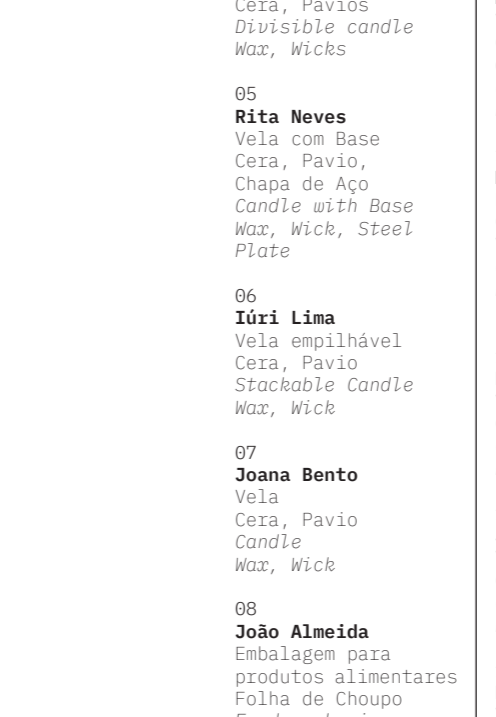 Cera, Pavios
Divisible candle
Wax, Wicks
05
Rita Neves
Vela com Base
Cera, Pavio,
Chapa de Aço
Candle with Base
Wax, Wick, Steel
Plate
06
Iúri Lima
Vela empilhável
Cera, Pavio
Stackable Candle
Wax, Wick
07
Joana Bento
Vela
Cera, Pavio
Candle
Wax, Wick
08
João Almeida
Embalagem para
produtos alimentares
Folha de Choupo